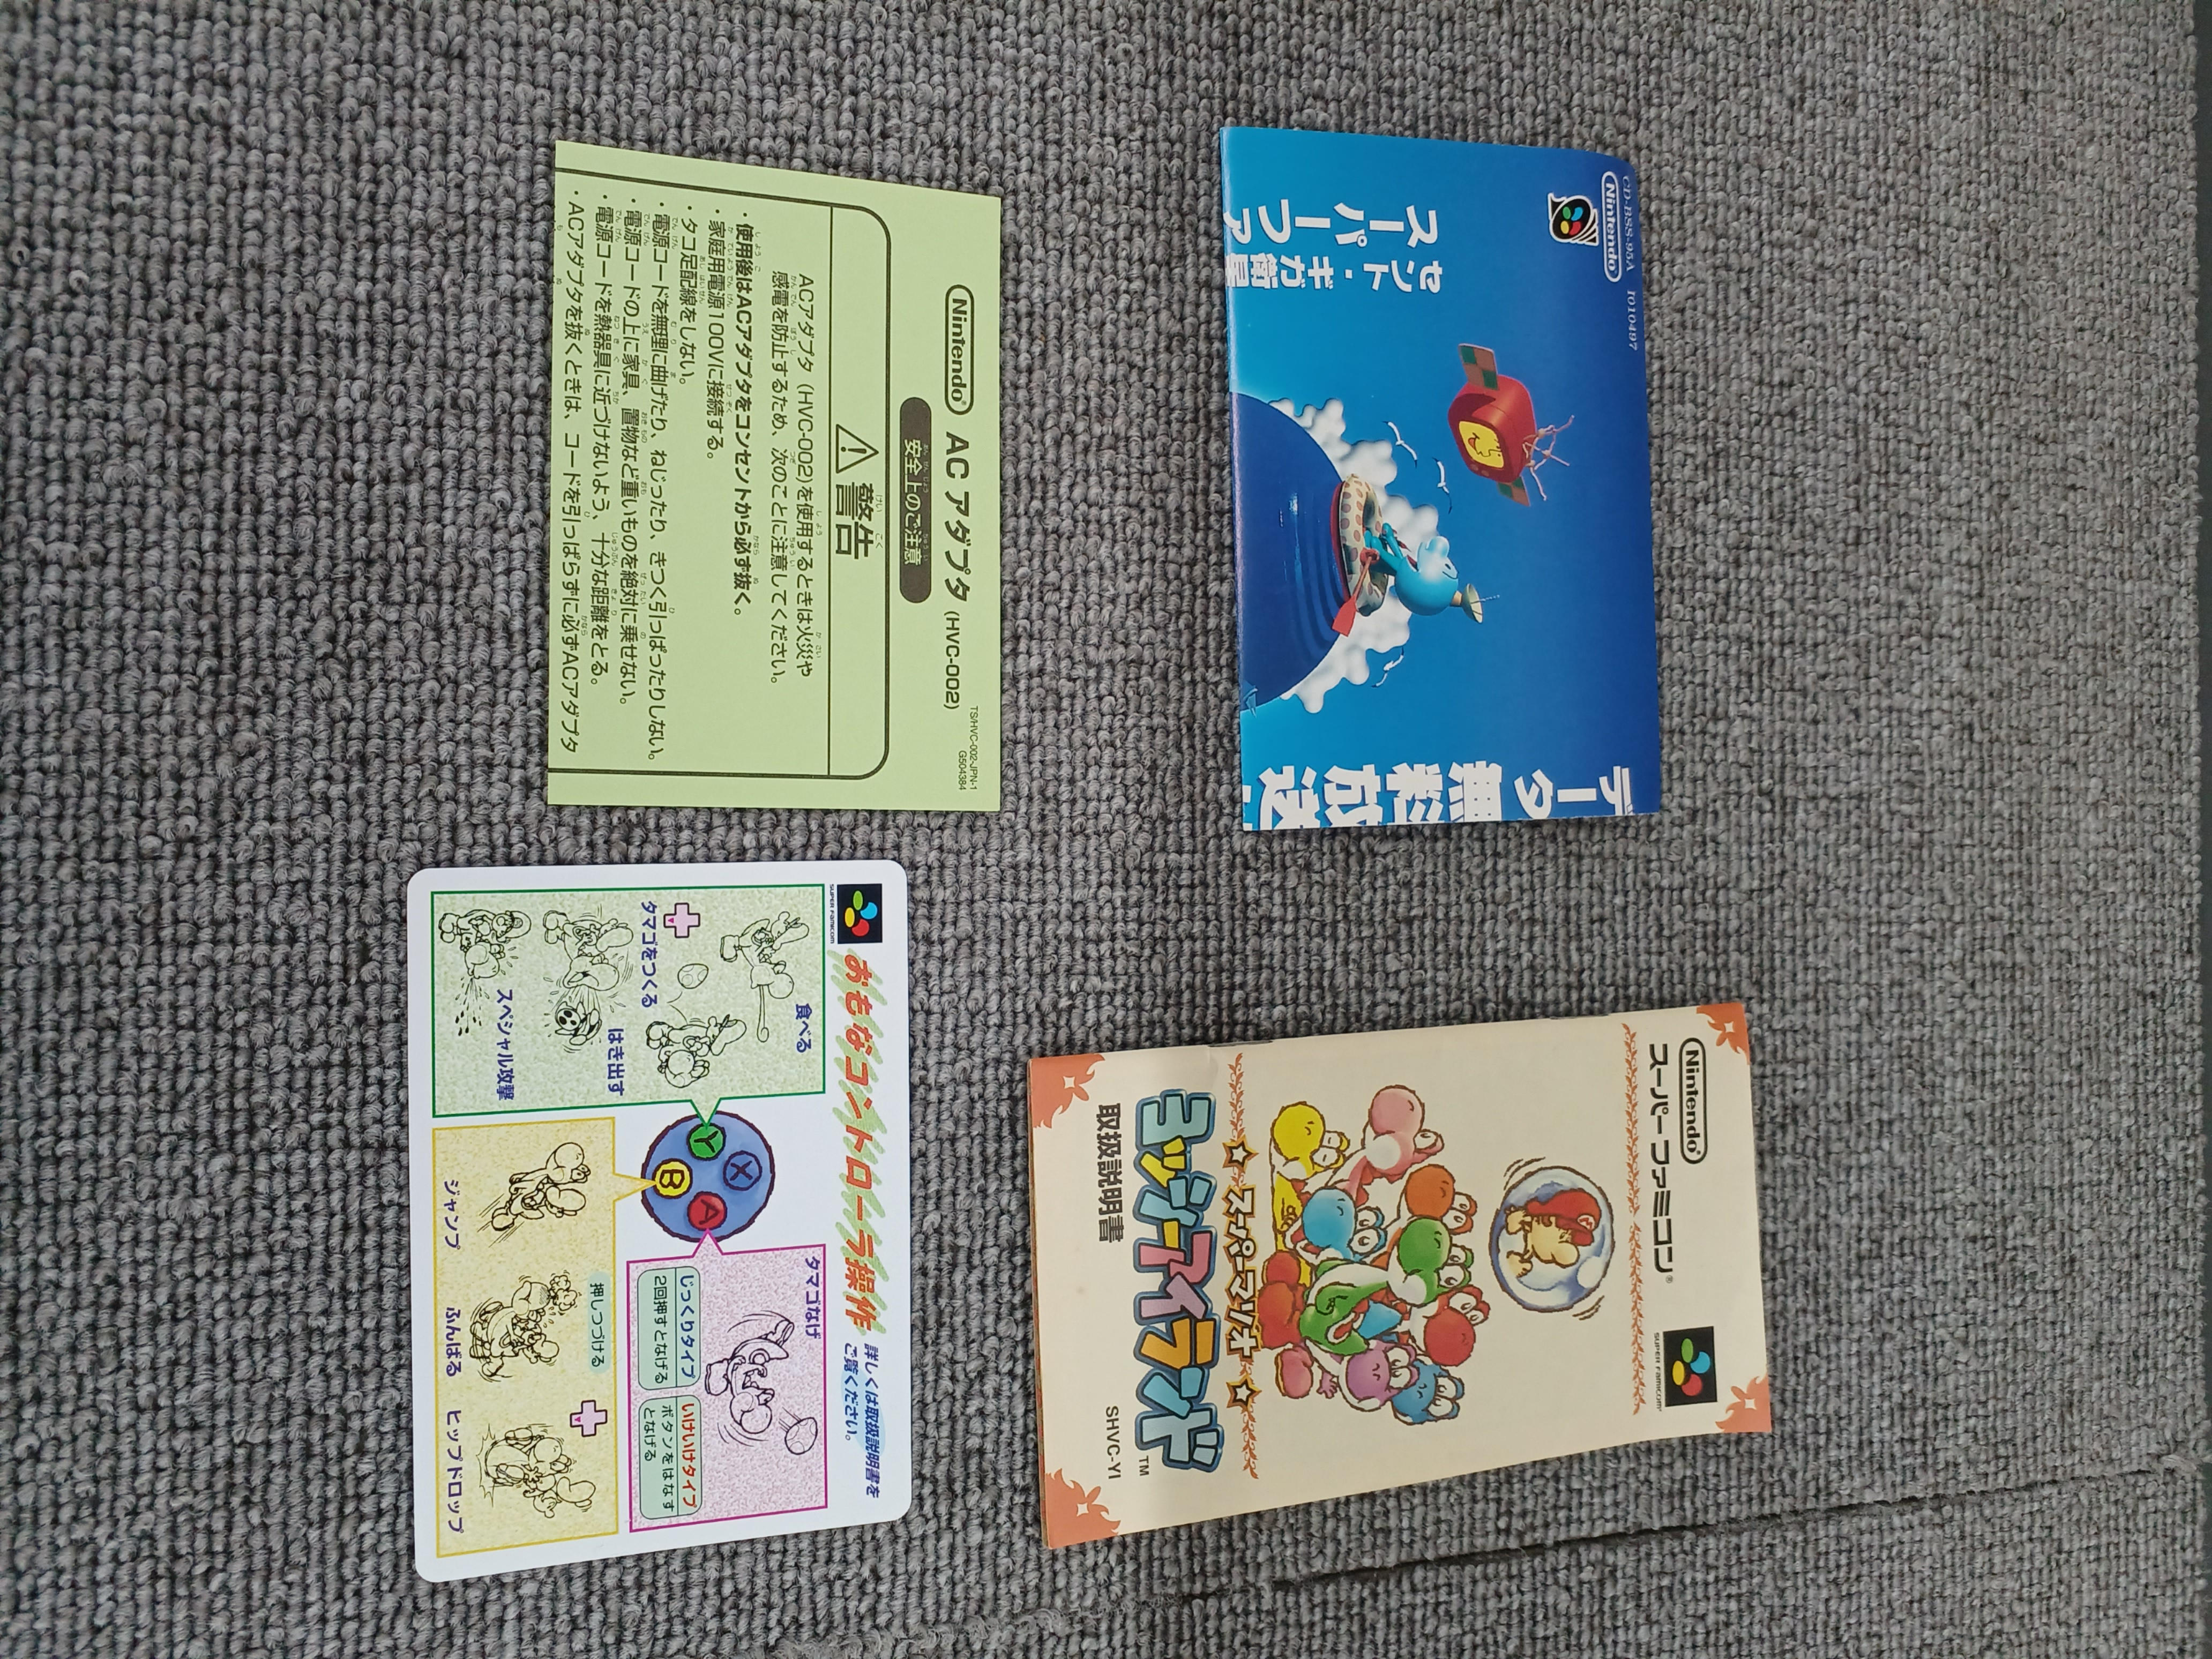 Nintendo® AC アダプタ (HVC-002)
TS/HVC-002-JPN-1
G504384
安全上のご注意
警告
ACアダプタ (HVC-002)を使用するときは火災や
感電を防止するため、次のことに注意してください。
・使用後はACアダプタをコンセントから必ず抜く。
・家庭用電源100Vに接続する。
・タコ足配線をしない。
・電源コードを無理に曲げたり、ねじったり、きつく引っぱったりしない。
・電源コードの上に家具、置物など重いものを絶対に乗せない。
・電源コードを熱器具に近づけないよう、十分な距離をとる。
・ACアダプタを抜くときは、コードを引っぱらずに必ずACアダプタ
CD-BSS-95A I010497
Nintendo
セント・ギガ衛星
スーパーファ
データ
無料
放送
SUPER FAMICOM
おもなコントローラ操作
詳しくは取扱説明書を
ご覧ください。
食べる
タマゴをつくる
はき出す
スペシャル攻撃
Y
X
B
A
タマゴなげ
じっくりタイプ
2回押すとなげる
いけいけタイプ
ボタンをはなす
となげる
押しつづける
ジャンプ
ふんばる
ヒップドロップ
Nintendo®
スーパーファミコン®
SUPER FAMICOM
M
スーパーマリオ
ヨッシーアイランド™
取扱説明書
SHVC-YI